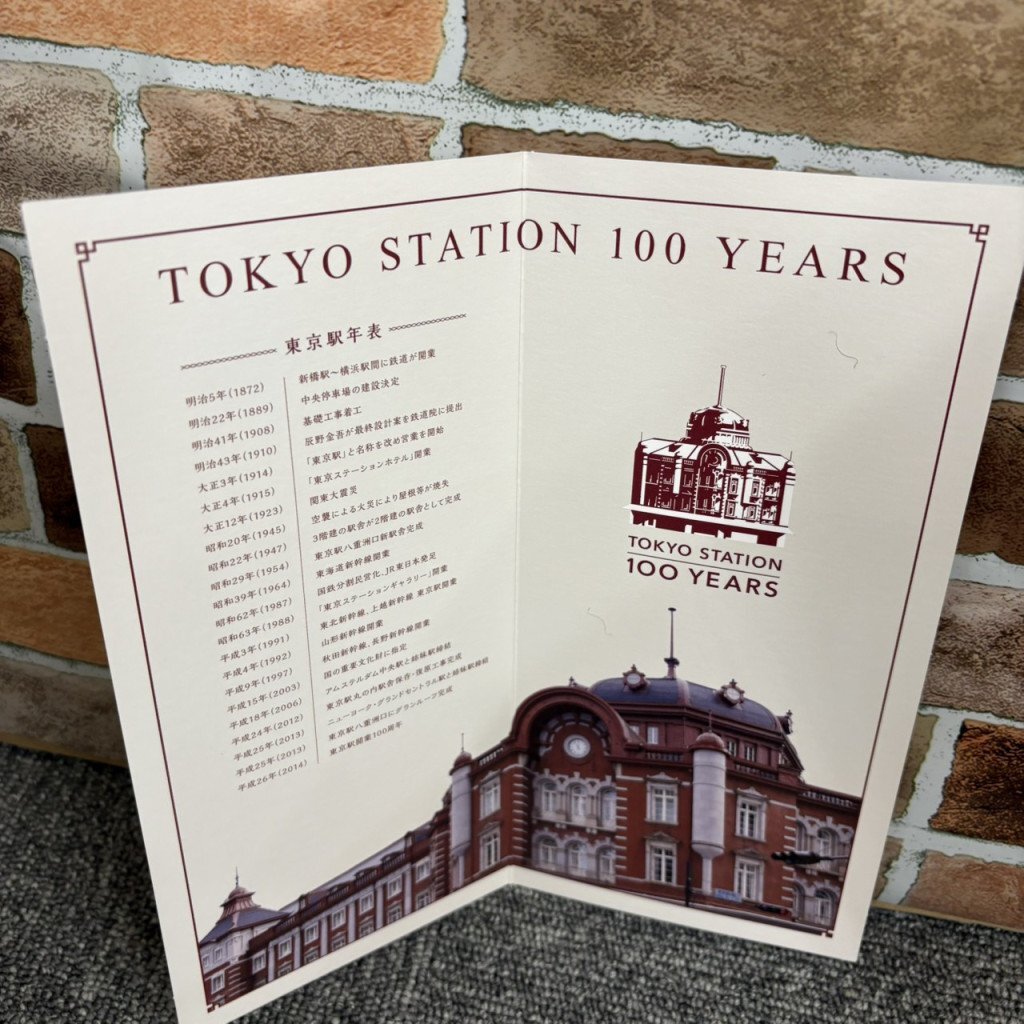 TOKYO STATION 100 YEARS
東京駅年表
明治5年(1872) 新橋駅～横浜駅間に鉄道が開業
明治22年(1889) 中央停車場の建設決定
明治41年(1908) 基礎工事着工
明治43年(1910) 辰野金吾が最終設計案を鉄道院に提出
大正3年(1914) 「東京駅」と名称を改め営業を開始
大正4年(1915) 「東京ステーションホテル」開業
大正12年(1923) 関東大震災
昭和20年(1945) 空襲による火災により屋根等が焼失
昭和22年(1947) 3階建の駅舎が2階建の駅舎として完成
昭和29年(1954) 東京駅八重洲口新駅舎完成
昭和39年(1964) 東海道新幹線開業
昭和62年(1987) 国鉄分割民営化、JR東日本発足
昭和63年(1988) 「東京ステーションギャラリー」開業
平成3年(1991) 東北新幹線、上越新幹線 東京駅開業
平成4年(1992) 山形新幹線開業
平成9年(1997) 秋田新幹線、長野新幹線開業
平成15年(2003) 国の重要文化財に指定
平成18年(2006) アムステルダム中央駅と姉妹駅締結
平成24年(2012) 東京駅丸の内駅舎保存・復原工事完成
平成25年(2013) ニューヨーク・グランドセントラル駅と姉妹駅締結
平成25年(2013) 東京駅八重洲口にグランルーフ完成
平成26年(2014) 東京駅開業100周年
TOKYO STATION
100 YEARS